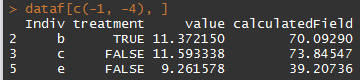 > dataf[c(-1, -4), ]
  Indiv treatment     value calculatedField
2     b      TRUE 11.372150        70.09290
3     c     FALSE 11.593338        73.84547
5     e     FALSE  9.261578        39.20736